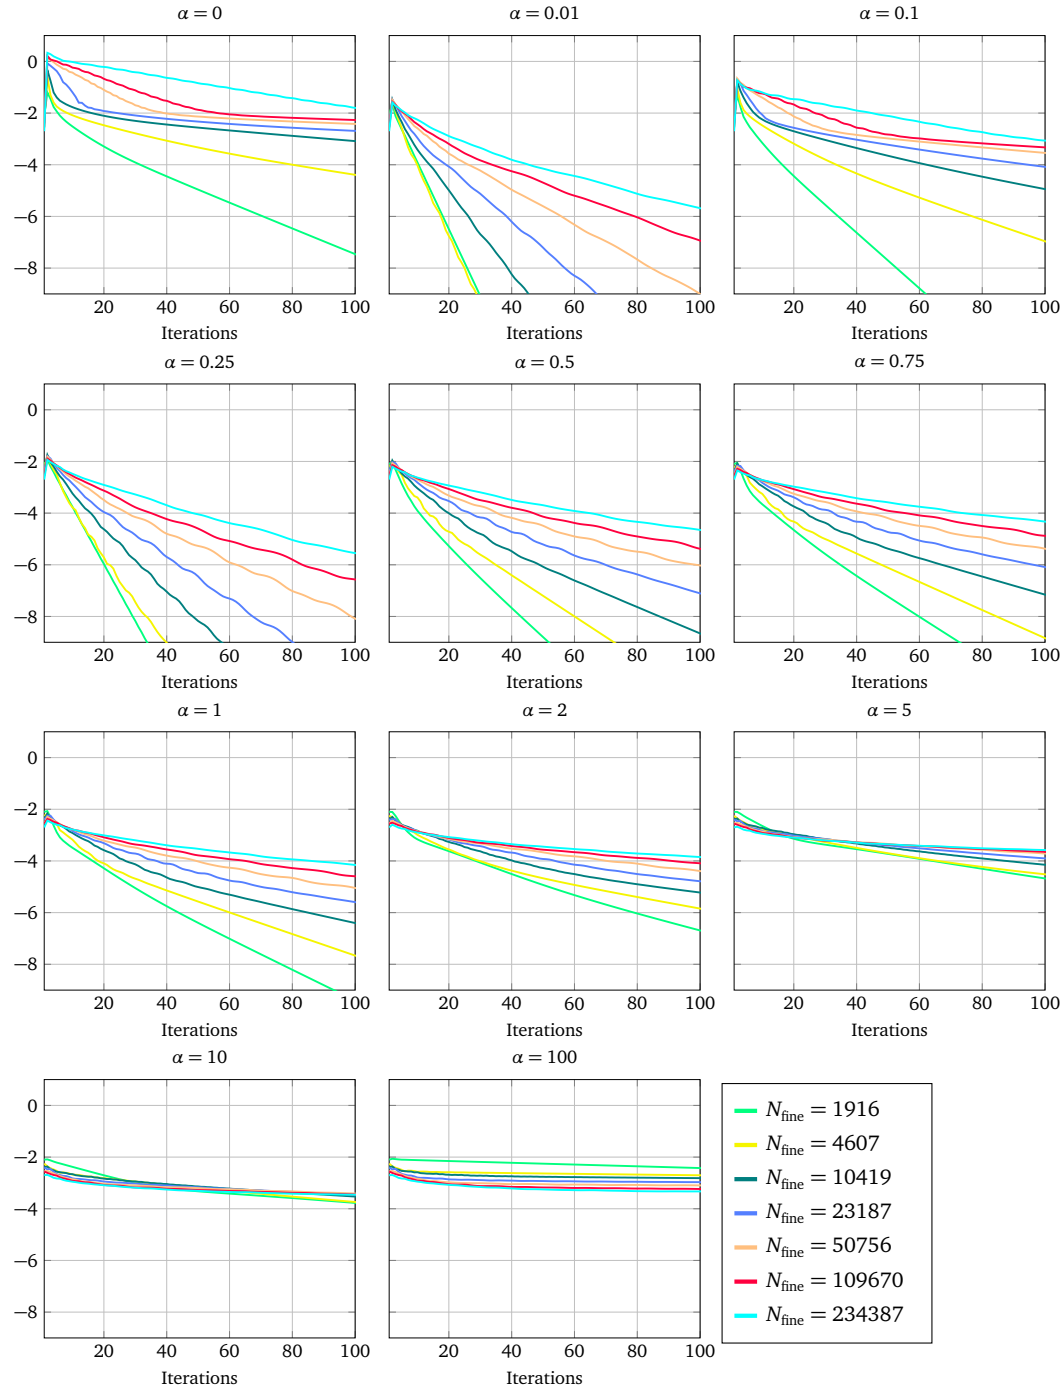 α = 0
α = 0.01
α = 0.1
0
−2
−4
−6
−8
20 40 60 80 100
20 40 60 80 100
20 40 60 80 100
Iterations
Iterations
Iterations
α = 0.25
α = 0.5
α = 0.75
0
−2
−4
−6
−8
20 40 60 80 100
20 40 60 80 100
20 40 60 80 100
Iterations
Iterations
Iterations
α = 1
α = 2
α = 5
0
−2
−4
−6
−8
20 40 60 80 100
20 40 60 80 100
20 40 60 80 100
Iterations
Iterations
Iterations
α = 10
α = 100
0
−2
−4
−6
−8
20 40 60 80 100
20 40 60 80 100
Iterations
Iterations
N_fine = 1916
N_fine = 4607
N_fine = 10419
N_fine = 23187
N_fine = 50756
N_fine = 109670
N_fine = 234387